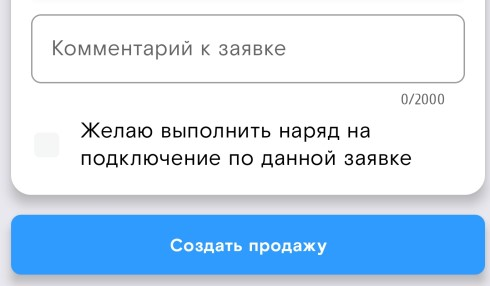 Комментарий к заявке
0/2000
Желаю выполнить наряд на
подключение по данной заявке
Создать продажу